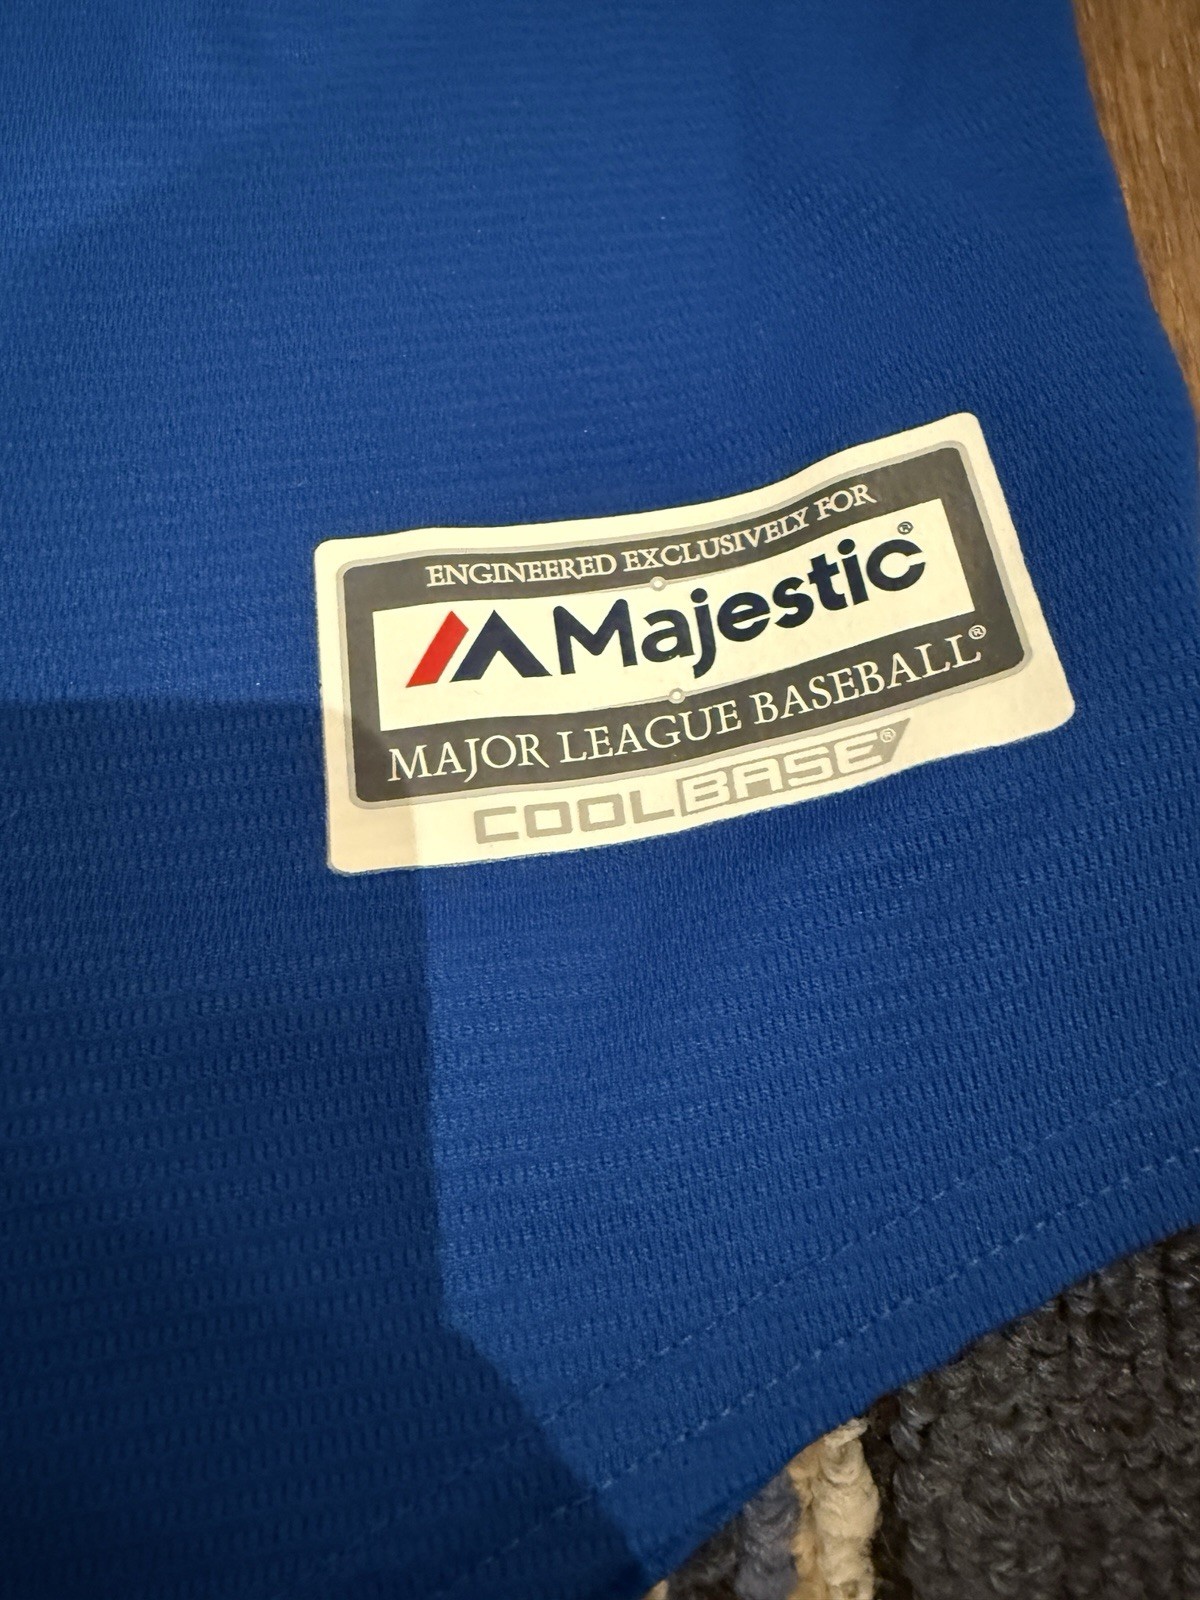 ENGINEERED EXCLUSIVELY FOR
Majestic®
MAJOR LEAGUE BASEBALL®
COOLBASE®